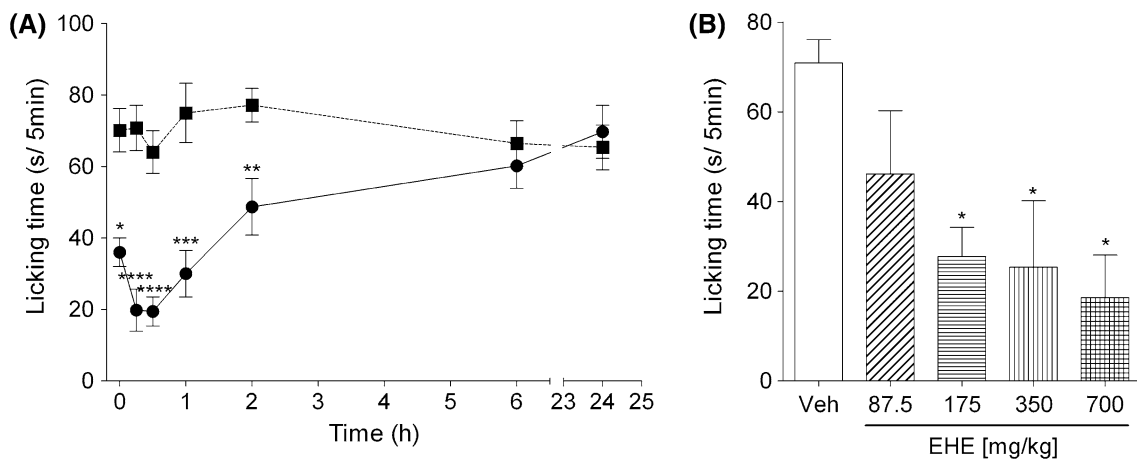 (A)
Licking time (s/ 5min)
100
80
60
40
20
0
*
****
****
***
**
0 1 2 3 4 5 6 23 24 25
Time (h)
(B)
Licking time (s/ 5min)
80
60
40
20
0
*
*
*
Veh 87.5 175 350 700
EHE [mg/kg]